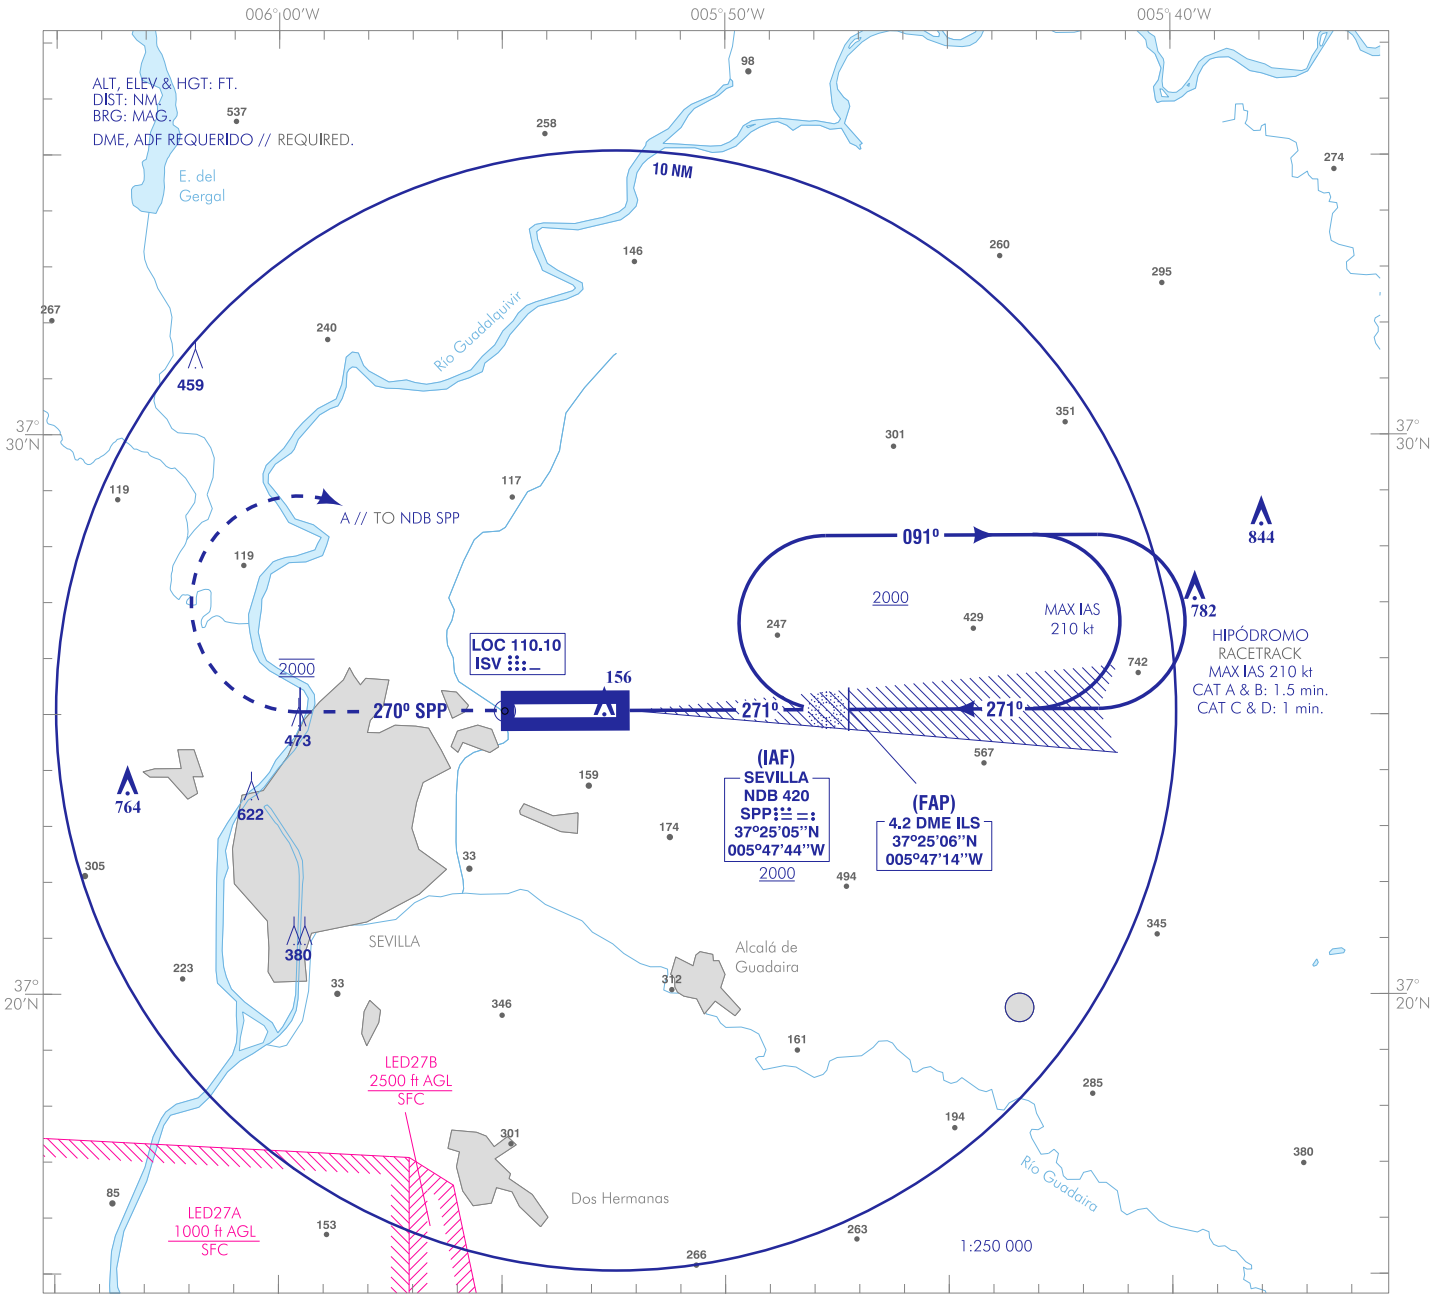 006°00'W
005°50'W
005°40'W
ALT, ELEV & HGT: FT.
DIST: NM.
BRG: MAG.
DME, ADF REQUERIDO // REQUIRED.
98
537
258
274
10 NM
E. del
Gergal
146
260
295
267
240
Río Guadalquivir
459
351
301
37°
30'N
37°
30'N
117
119
A // TO NDB SPP
844
091°
119
2000
782
MAX IAS
210 kt
247
429
HIPÓDROMO
RACETRACK
MAX IAS 210 kt
CAT A & B: 1.5 min.
CAT C & D: 1 min.
LOC 110.10
ISV
2000
742
156
270° SPP
271°
271°
473
567
(IAF)
SEVILLA
NDB 420
SPP
37°25'05''N
005°47'44''W
2000
(FAP)
4.2 DME ILS
37°25'06''N
005°47'14''W
764
622
159
174
33
305
494
380
SEVILLA
345
Alcalá de
Guadaira
223
33
312
37°
20'N
37°
20'N
346
161
LED27B
2500 ft AGL
SFC
285
194
301
380
Río Guadaira
85
LED27A
1000 ft AGL
SFC
Dos Hermanas
153
263
266
1:250 000